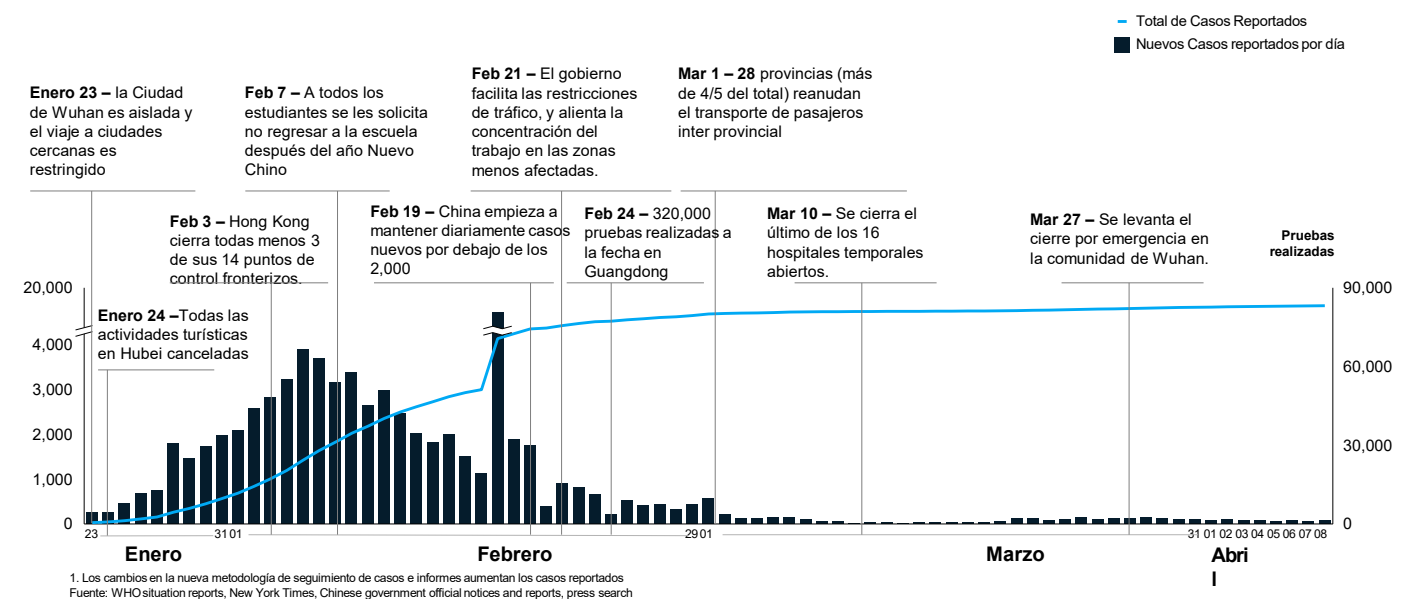 Total de Casos Reportados
Nuevos Casos reportados por día
Enero 23 – la Ciudad
de Wuhan es aislada y
el viaje a ciudades
cercanas es
restringido
Feb 7 – A todos los
estudiantes se les solicita
no regresar a la escuela
después del año Nuevo
Chino
Feb 21 – El gobierno
facilita las restricciones
de tráfico, y alienta la
concentración del
trabajo en las zonas
menos afectadas.
Mar 1 – 28 provincias (más
de 4/5 del total) reanudan
el transporte de pasajeros
inter provincial
Feb 3 – Hong Kong
cierra todas menos 3
de sus 14 puntos de
control fronterizos.
Feb 19 – China empieza a
mantener diariamente casos
nuevos por debajo de los
2,000
Feb 24 – 320,000
pruebas realizadas a
la fecha en
Guangdong
Mar 10 – Se cierra el
último de los 16
hospitales temporales
abiertos.
Mar 27 – Se levanta el
cierre por emergencia en
la comunidad de Wuhan.
Pruebas
realizadas
Enero 24 –Todas las
actividades turísticas
en Hubei canceladas
20,000
4,000
3,000
2,000
1,000
0
90,000
60,000
30,000
0
23 31 01 29 01 31 01 02 03 04 05 06 07 08
Enero Febrero Marzo Abri
l
1. Los cambios en la nueva metodología de seguimiento de casos e informes aumentan los casos reportados
Fuente: WHO situation reports, New York Times, Chinese government official notices and reports, press search